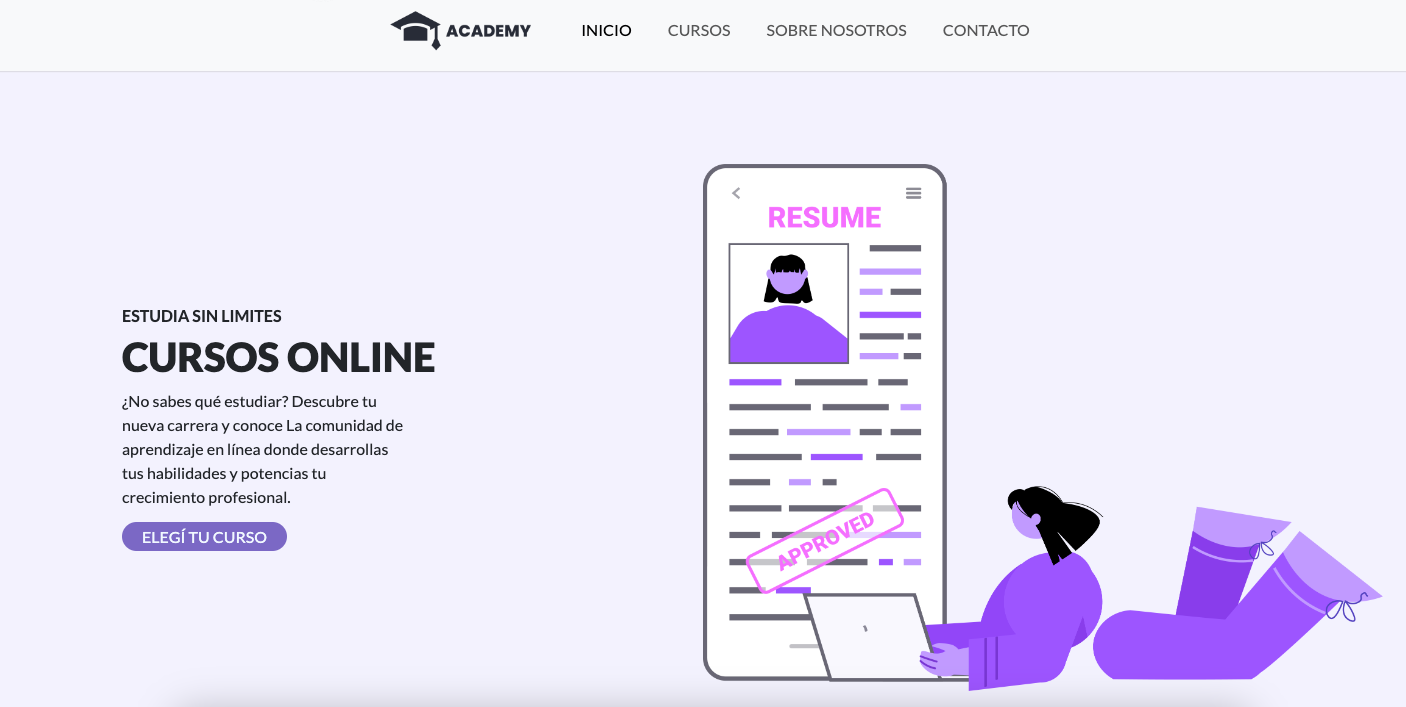 ACADEMY
INICIO CURSOS SOBRE NOSOTROS CONTACTO
ESTUDIA SIN LIMITES
CURSOS ONLINE
¿No sabes qué estudiar? Descubre tu
nueva carrera y conoce La comunidad de
aprendizaje en línea donde desarrollas
tus habilidades y potencias tu
crecimiento profesional.
ELEGÍ TU CURSO
RESUME
APPROVED